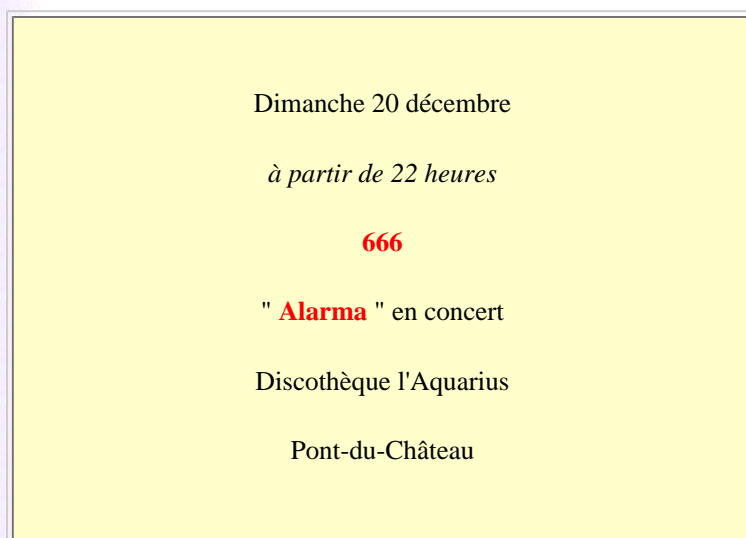 Dimanche 20 décembre
à partir de 22 heures
666
" Alarma " en concert
Discothèque l'Aquarius
Pont-du-Château